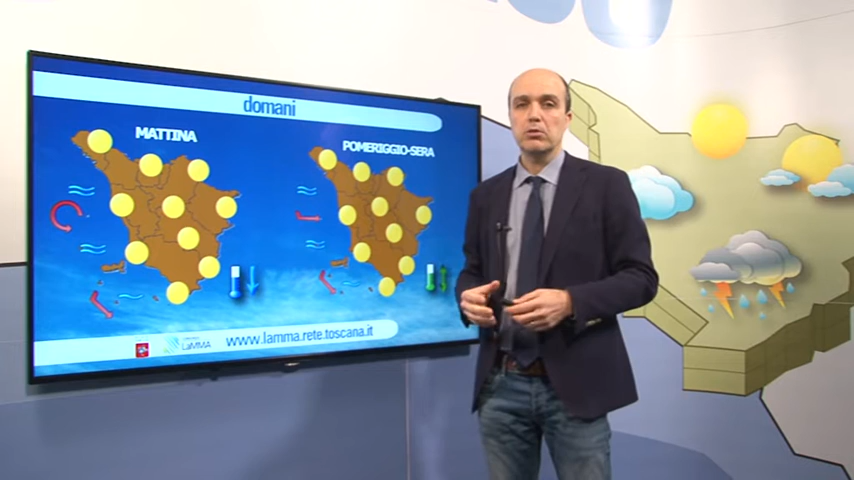 domani
MATTINA
POMERIGGIO-SERA
LaMMA
www.lamma.rete.toscana.it